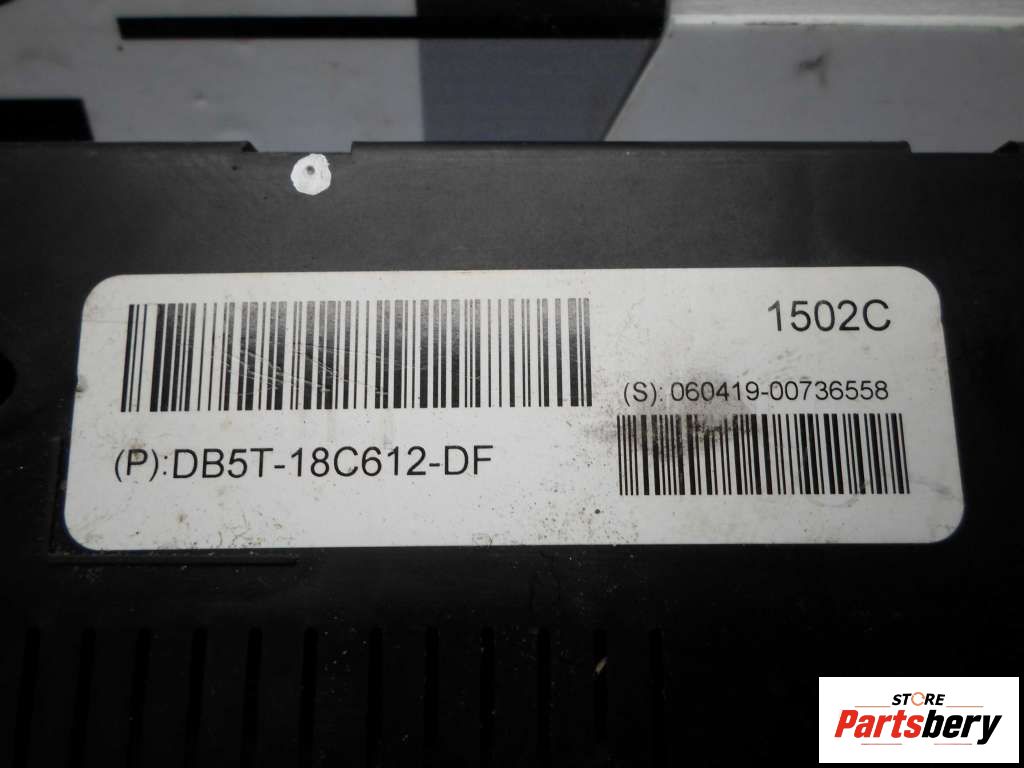 1502C
(S): 060419-00736558
(P):DB5T-18C612-DF
STORE
Partsbery